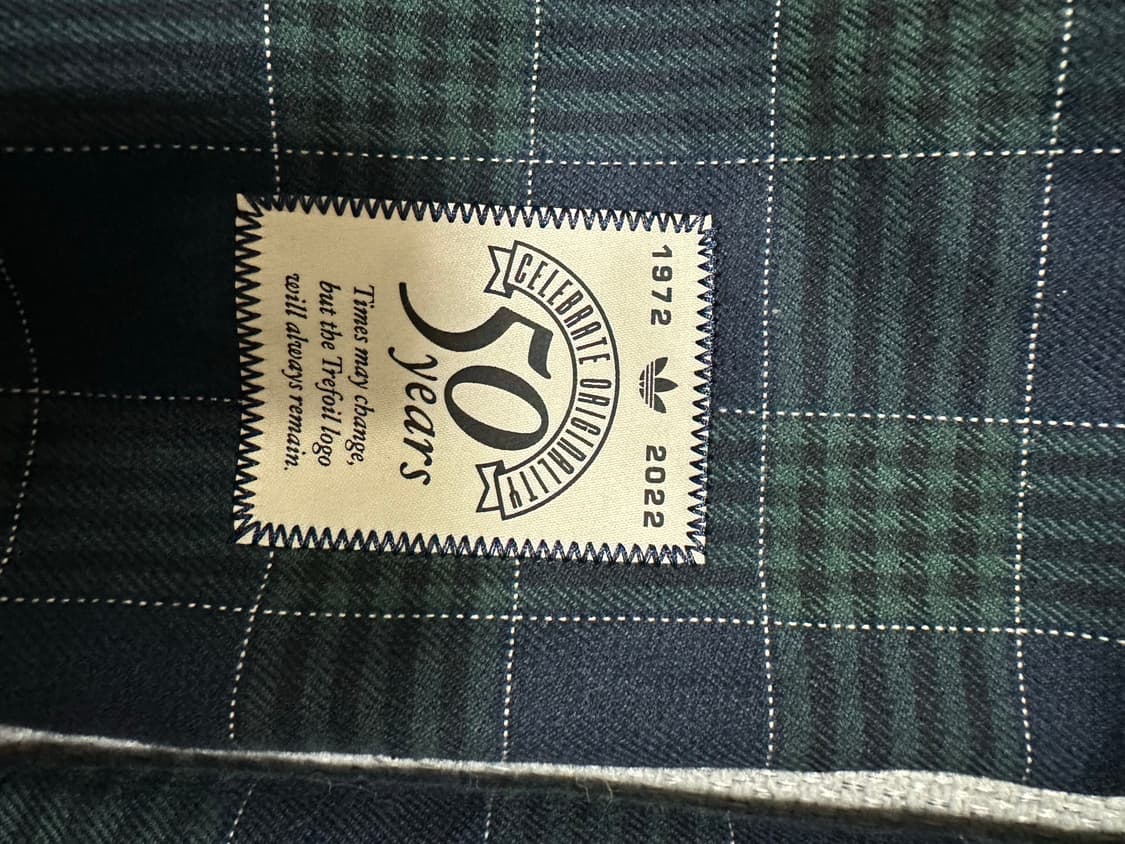 1972 2022
CELEBRATE ORIGINALITY
50
years
Times may change,
but the Trefoil logo
will always remain.